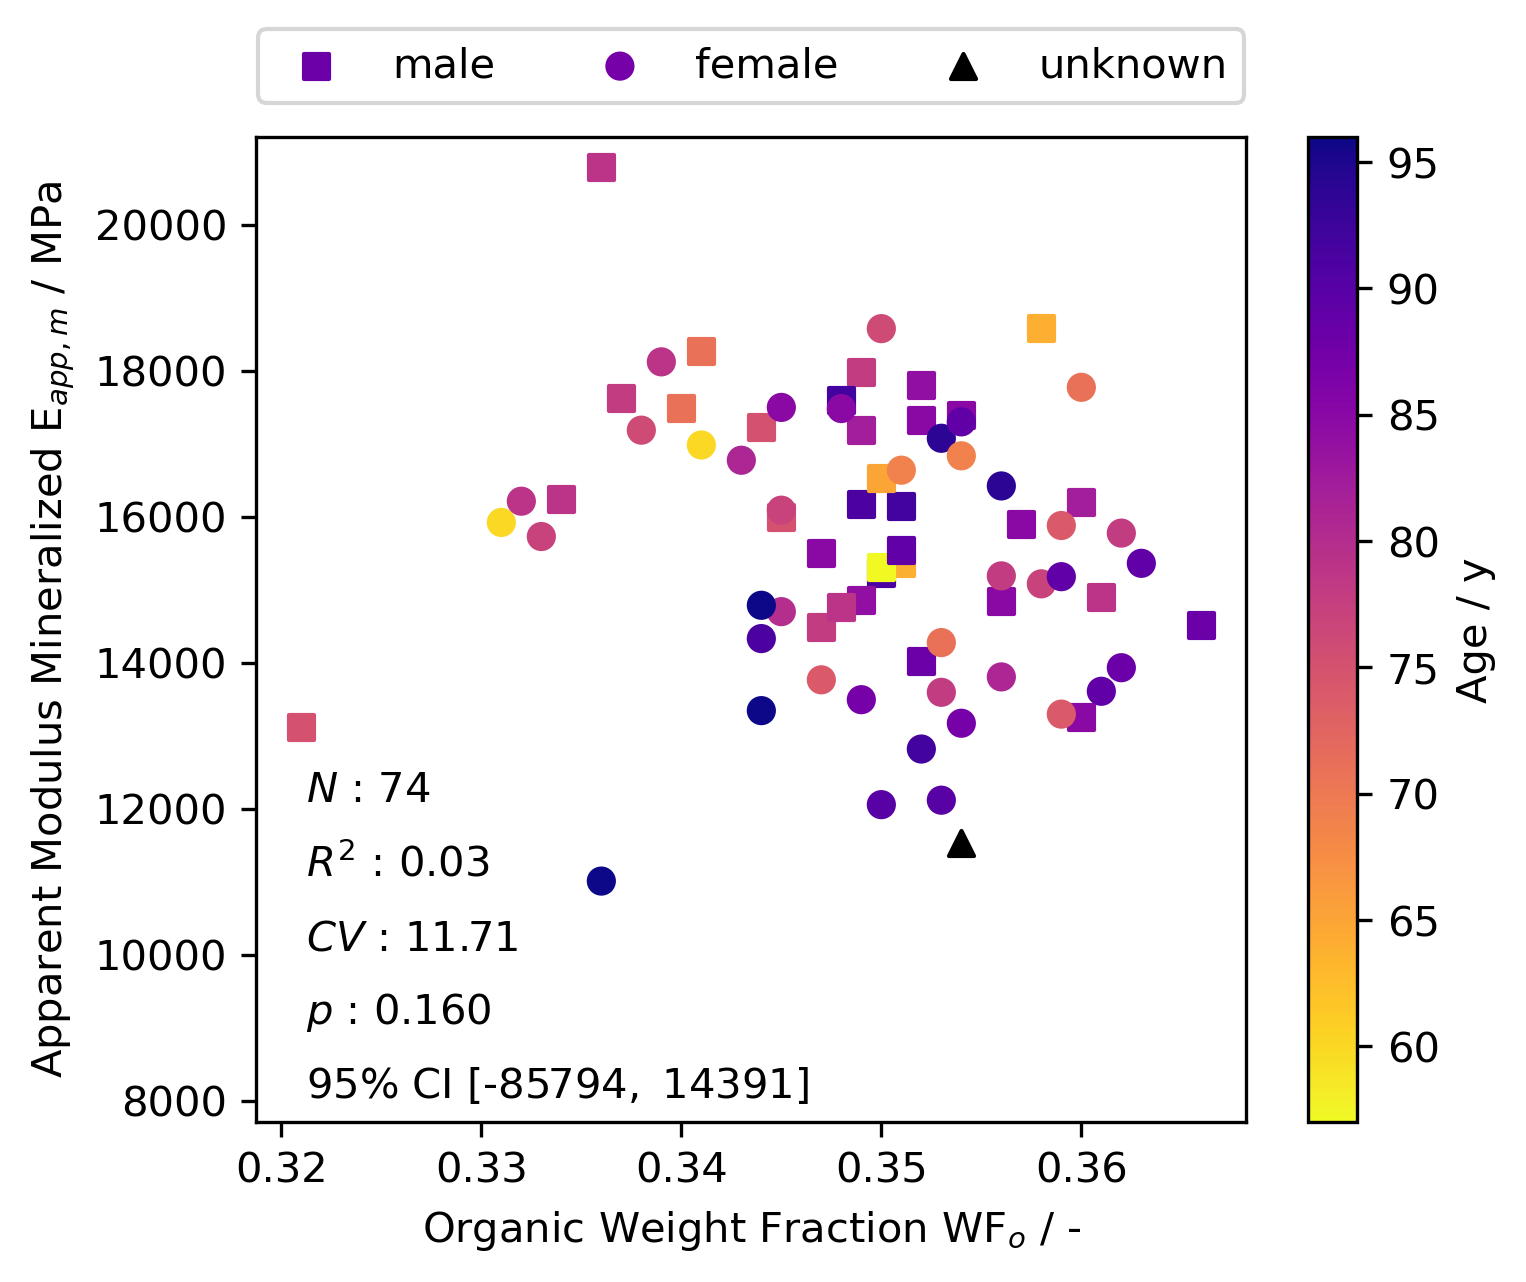 male female unknown
Apparent Modulus Mineralized E_{app,m} / MPa
20000
18000
16000
14000
12000
10000
8000
N : 74
R² : 0.03
CV : 11.71
p : 0.160
95% CI [-85794, 14391]
0.32 0.33 0.34 0.35 0.36
Organic Weight Fraction WF_o / -
95
90
85
80
75
70
65
60
Age / y